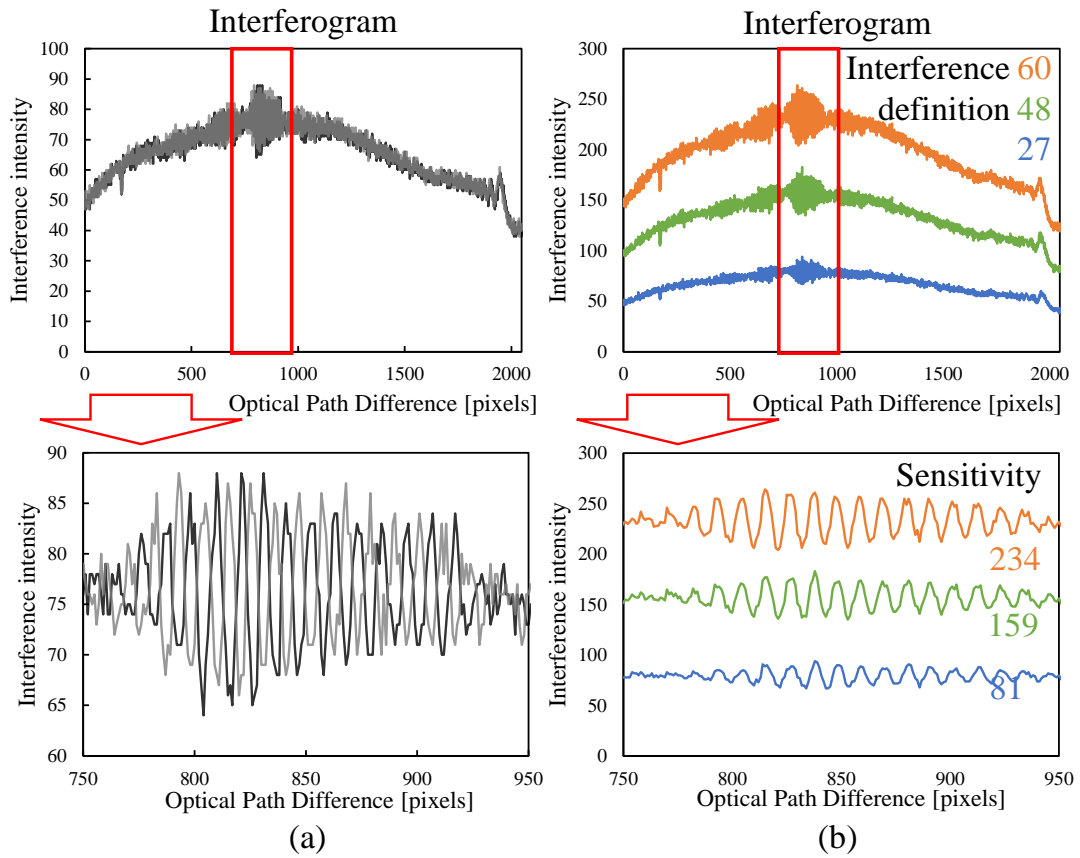 Interferogram
Interference intensity
100
90
80
70
60
50
40
30
20
10
0
0 500 1000 1500 2000
Optical Path Difference [pixels]
Interferogram
Interference intensity
300
250
200
150
100
50
0
Interference 60
definition 48
27
0 500 1000 1500 2000
Optical Path Difference [pixels]
Interference intensity
90
85
80
75
70
65
60
750 800 850 900 950
Optical Path Difference [pixels]
(a)
Interference intensity
300
250
200
150
100
50
0
Sensitivity
234
159
81
750 800 850 900 950
Optical Path Difference [pixels]
(b)